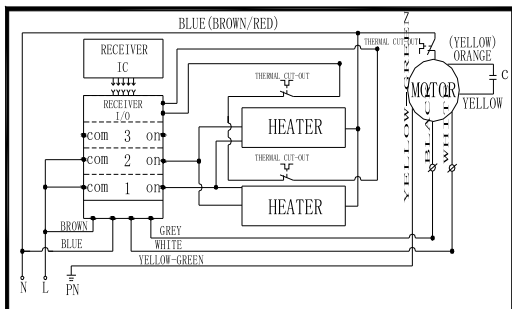 BLUE(BROWN/RED)
Z
RECEIVER
IC
THERMAL CUT-OUT
(YELLOW)
ORANGE
C
MOTOR
YELLOW
THERMAL CUT-OUT
RECEIVER
I/O
com 3 on
HEATER
com 2 on
THERMAL CUT-OUT
com 1 on
HEATER
YELLOW-GREEN
BLACK
WHITE
BROWN
GREY
BLUE
WHITE
YELLOW-GREEN
N
L
PN